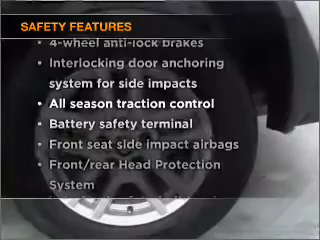 SAFETY FEATURES
• 4-wheel anti-lock brakes
• Interlocking door anchoring
system for side impacts
• All season traction control
• Battery safety terminal
• Front seat side impact airbags
• Front/rear Head Protection
System